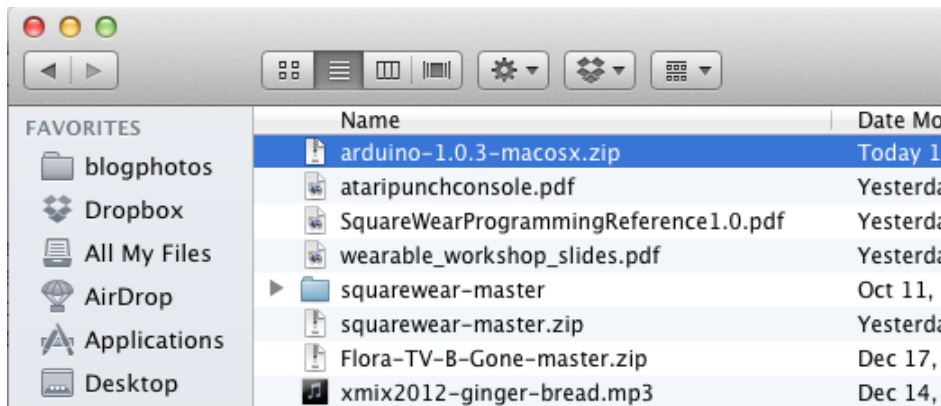 Name Date Mo
FAVORITES
blogphotos
Dropbox
All My Files
AirDrop
Applications
Desktop
arduino-1.0.3-macosx.zip Today 1
ataripunchconsole.pdf Yesterda
SquareWearProgrammingReference1.0.pdf Yesterda
wearable_workshop_slides.pdf Yesterda
squarewear-master Oct 11,
squarewear-master.zip Yesterda
Flora-TV-B-Gone-master.zip Dec 17,
xmix2012-ginger-bread.mp3 Dec 14,